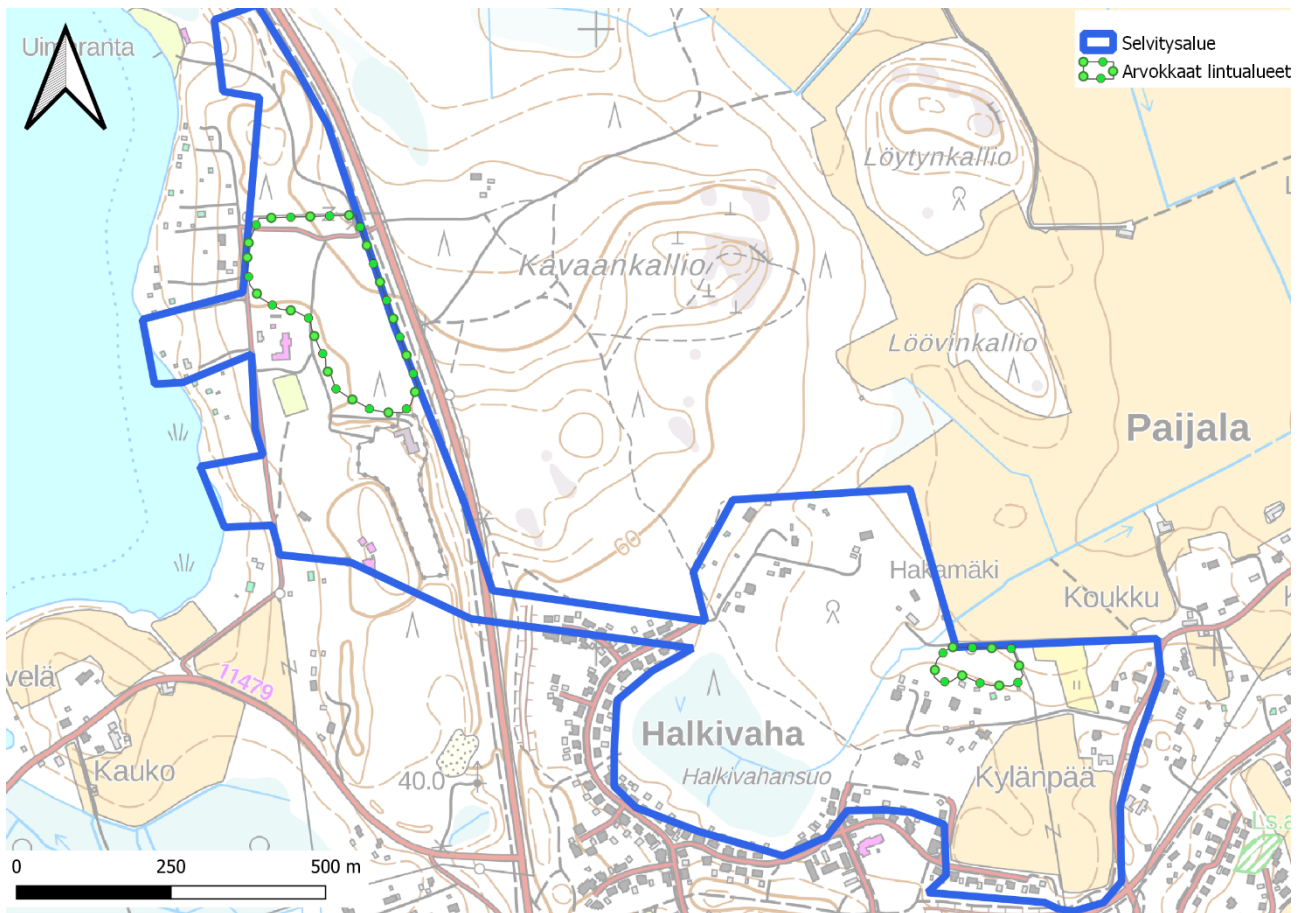 Selvitysalue
Arvokkaat lintualueet
Löytynkallio
Kavaankallio
Löövinkallio
Paijala
60
Hakamäki
Koukku
11479
Halkivaha
Halkivahansuo
Kauko
40.0
Kylänpää
0 250 500 m